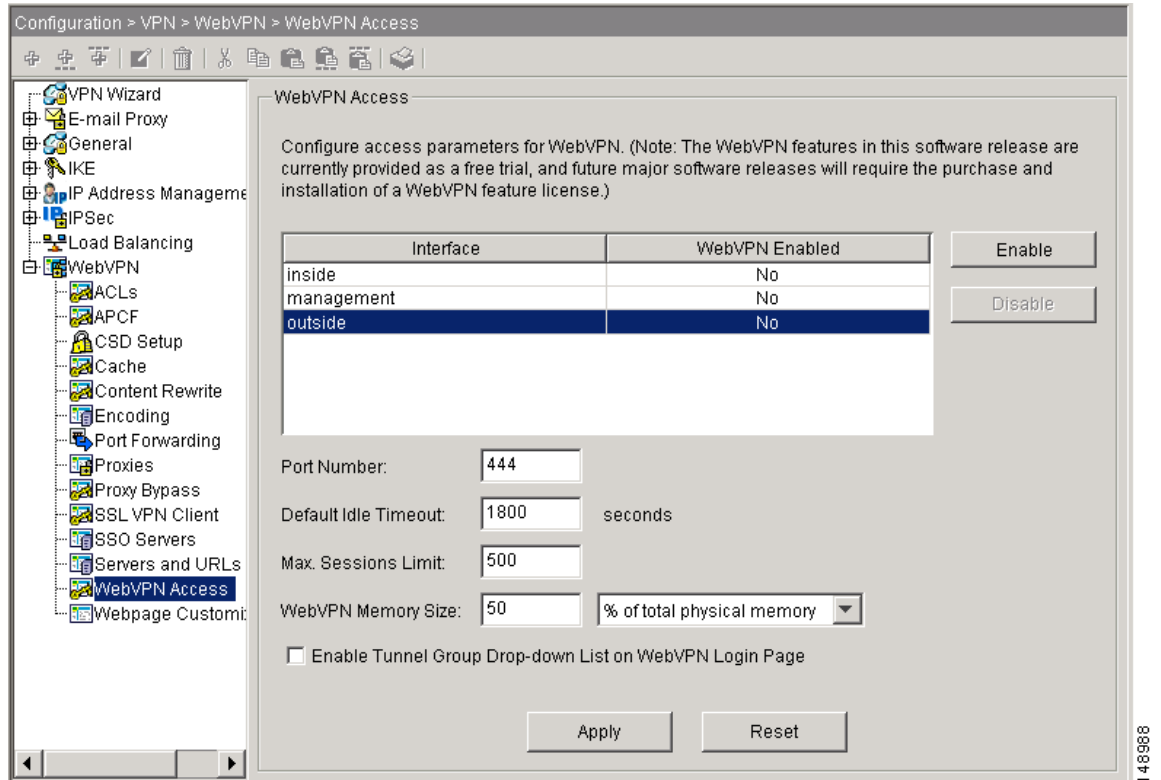 Configuration > VPN > WebVPN > WebVPN Access
VPN Wizard
E-mail Proxy
General
IKE
IP Address Manageme
IPSec
Load Balancing
WebVPN
ACLs
APCF
CSD Setup
Cache
Content Rewrite
Encoding
Port Forwarding
Proxies
Proxy Bypass
SSL VPN Client
SSO Servers
Servers and URLs
WebVPN Access
Webpage Customi
WebVPN Access
Configure access parameters for WebVPN. (Note: The WebVPN features in this software release are
currently provided as a free trial, and future major software releases will require the purchase and
installation of a WebVPN feature license.)
Interface WebVPN Enabled
inside No
management No
outside No
Enable
Disable
Port Number: 444
Default Idle Timeout: 1800 seconds
Max. Sessions Limit: 500
WebVPN Memory Size: 50 % of total physical memory
Enable Tunnel Group Drop-down List on WebVPN Login Page
Apply Reset
148988